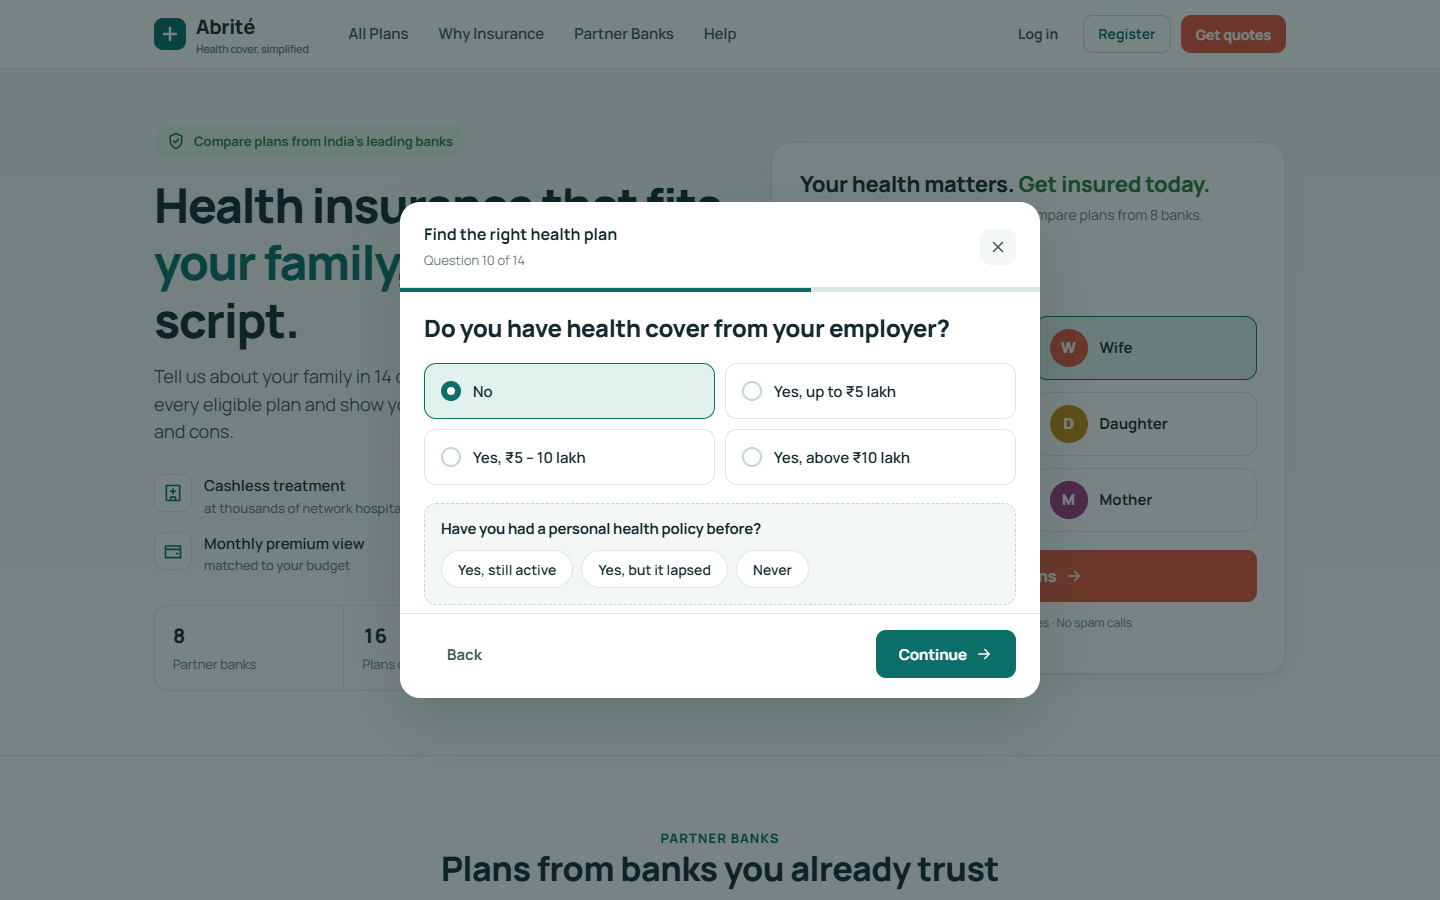 Abrité
Health cover, simplified
All Plans
Why Insurance
Partner Banks
Help
Log in
Register
Get quotes
Compare plans from India's leading banks
Health insurance that fits
your family,
script.
Tell us about your family in 14
every eligible plan and show
and cons.
Cashless treatment
at thousands of network
Monthly premium view
matched to your budget
8
Partner banks
16
Plans
Your health matters. Get insured today.
plans from 8 banks.
W
Wife
D
Daughter
M
Mother
No spam calls
Find the right health plan
Question 10 of 14
Do you have health cover from your employer?
No
Yes, up to ₹5 lakh
Yes, ₹5 – 10 lakh
Yes, above ₹10 lakh
Have you had a personal health policy before?
Yes, still active
Yes, but it lapsed
Never
Back
Continue
PARTNER BANKS
Plans from banks you already trust